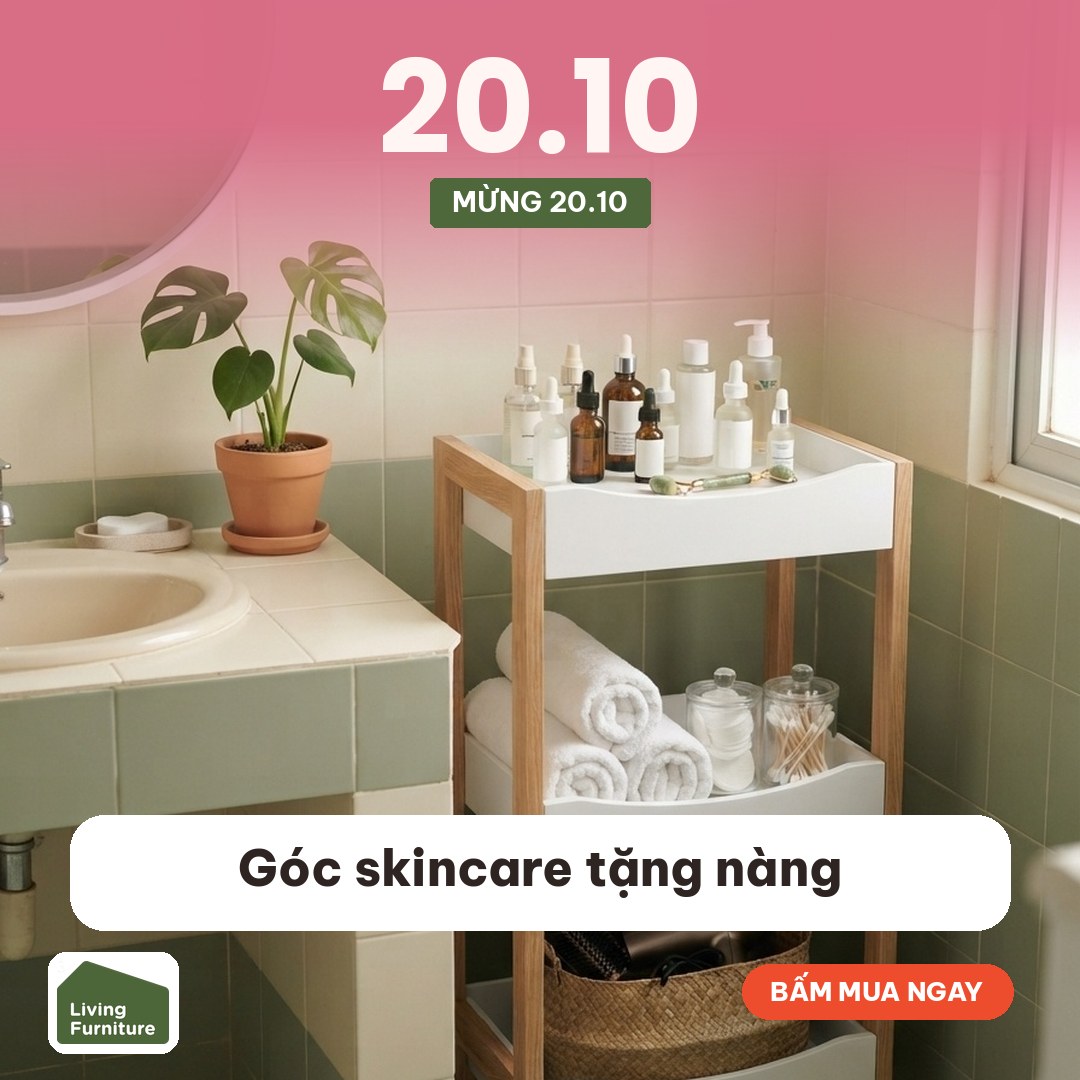 20.10
MỪNG 20.10
Góc skincare tặng nàng
Living
Furniture
BẤM MUA NGAY